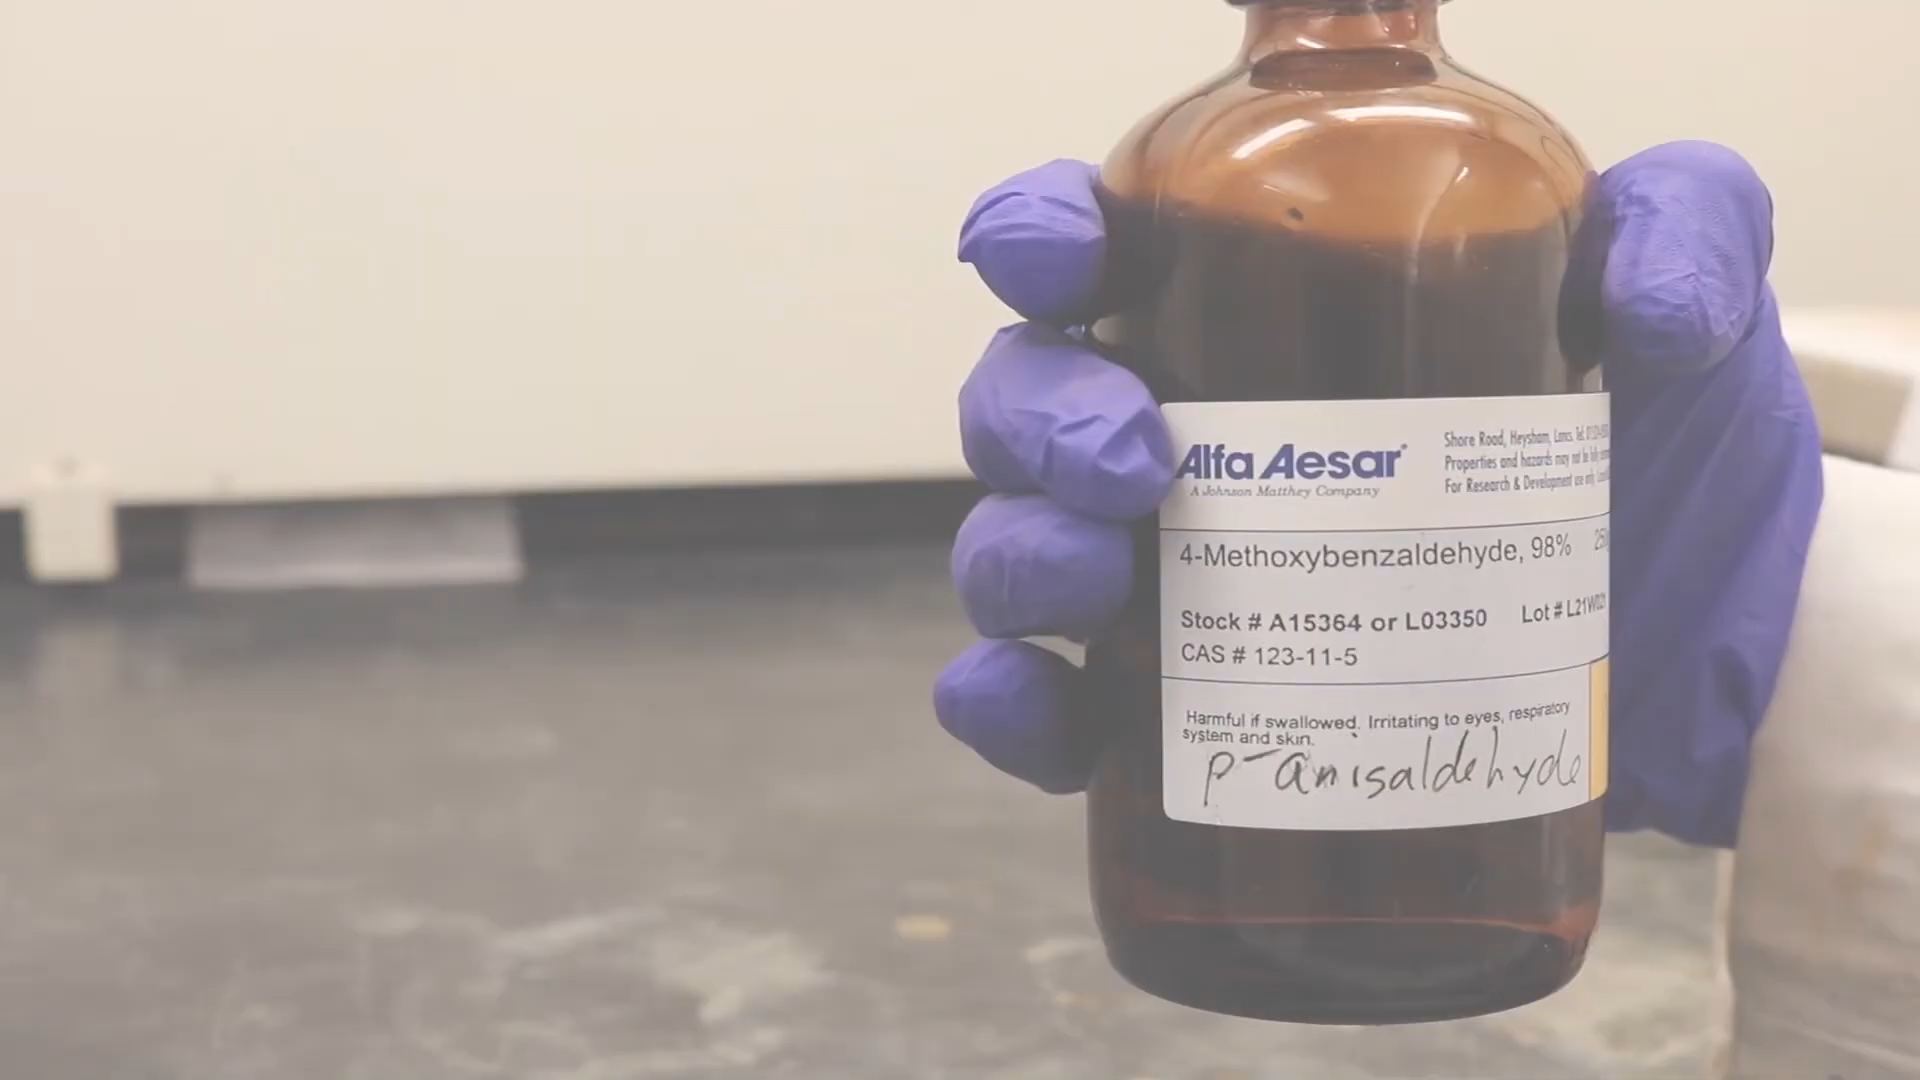 Alfa Aesar
A Johnson Matthey Company
Shore Road, Heysham, Lancs. Tel.
Properties and hazards may not be fully
For Research & Development use only.
4-Methoxybenzaldehyde, 98%
Stock # A15364 or L03350 Lot #
CAS # 123-11-5
Harmful if swallowed. Irritating to eyes, respiratory
system and skin.
p-anisaldehyde